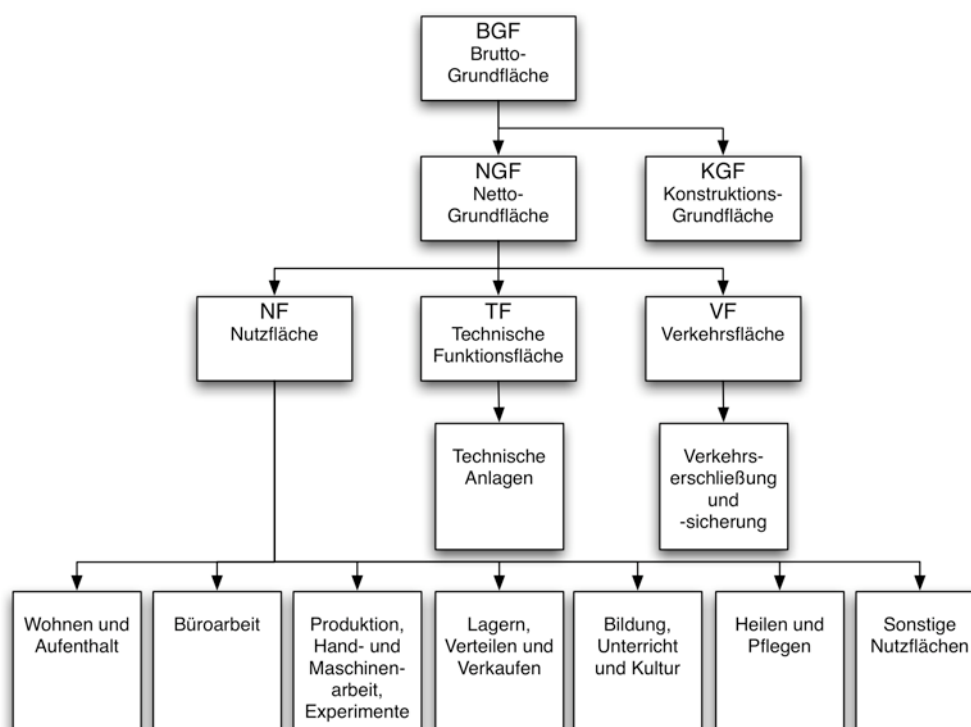 BGF
Brutto-
Grundfläche
NGF
Netto-
Grundfläche
KGF
Konstruktions-
Grundfläche
NF
Nutzfläche
TF
Technische
Funktionsfläche
VF
Verkehrsfläche
Technische
Anlagen
Verkehrs-
erschließung
und
-sicherung
Wohnen und
Aufenthalt
Büroarbeit
Produktion,
Hand- und
Maschinen-
arbeit,
Experimente
Lagern,
Verteilen und
Verkaufen
Bildung,
Unterricht
und Kultur
Heilen und
Pflegen
Sonstige
Nutzflächen